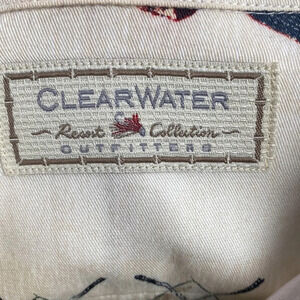 CLEARWATER
~ Resort Collection ~
OUTFITTERS